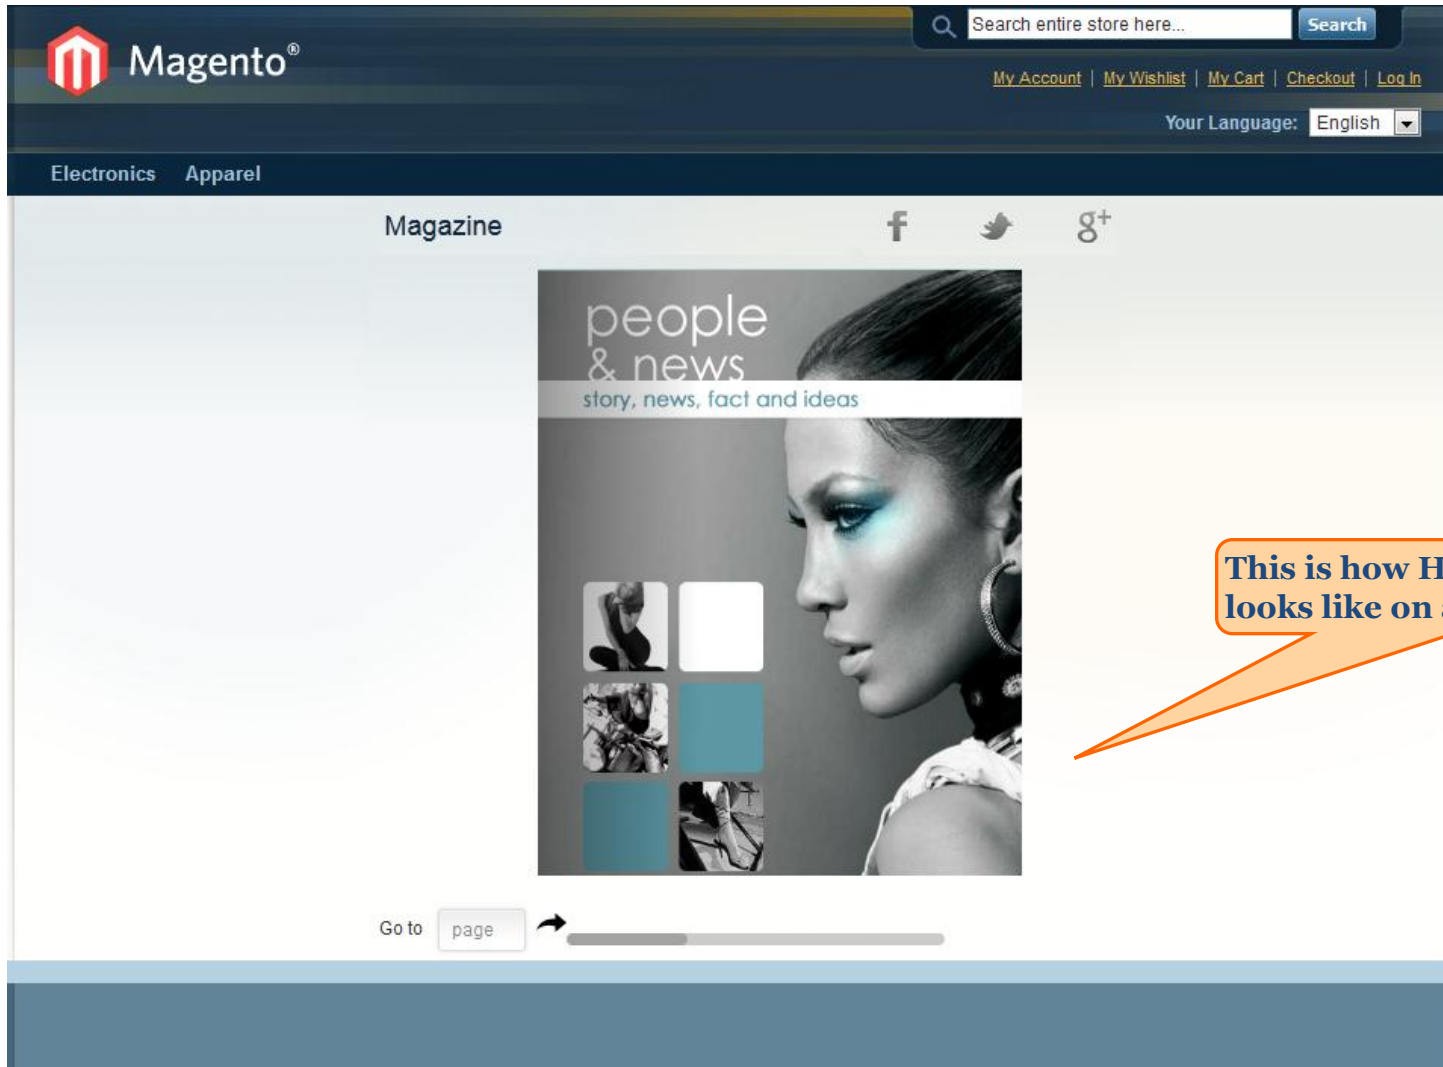 Search entire store here...
Search
Magento®
My Account | My Wishlist | My Cart | Checkout | Log In
Your Language: English
Electronics Apparel
Magazine
f
g+
people
& news
story, news, fact and ideas
This is how H
looks like on
Go to page